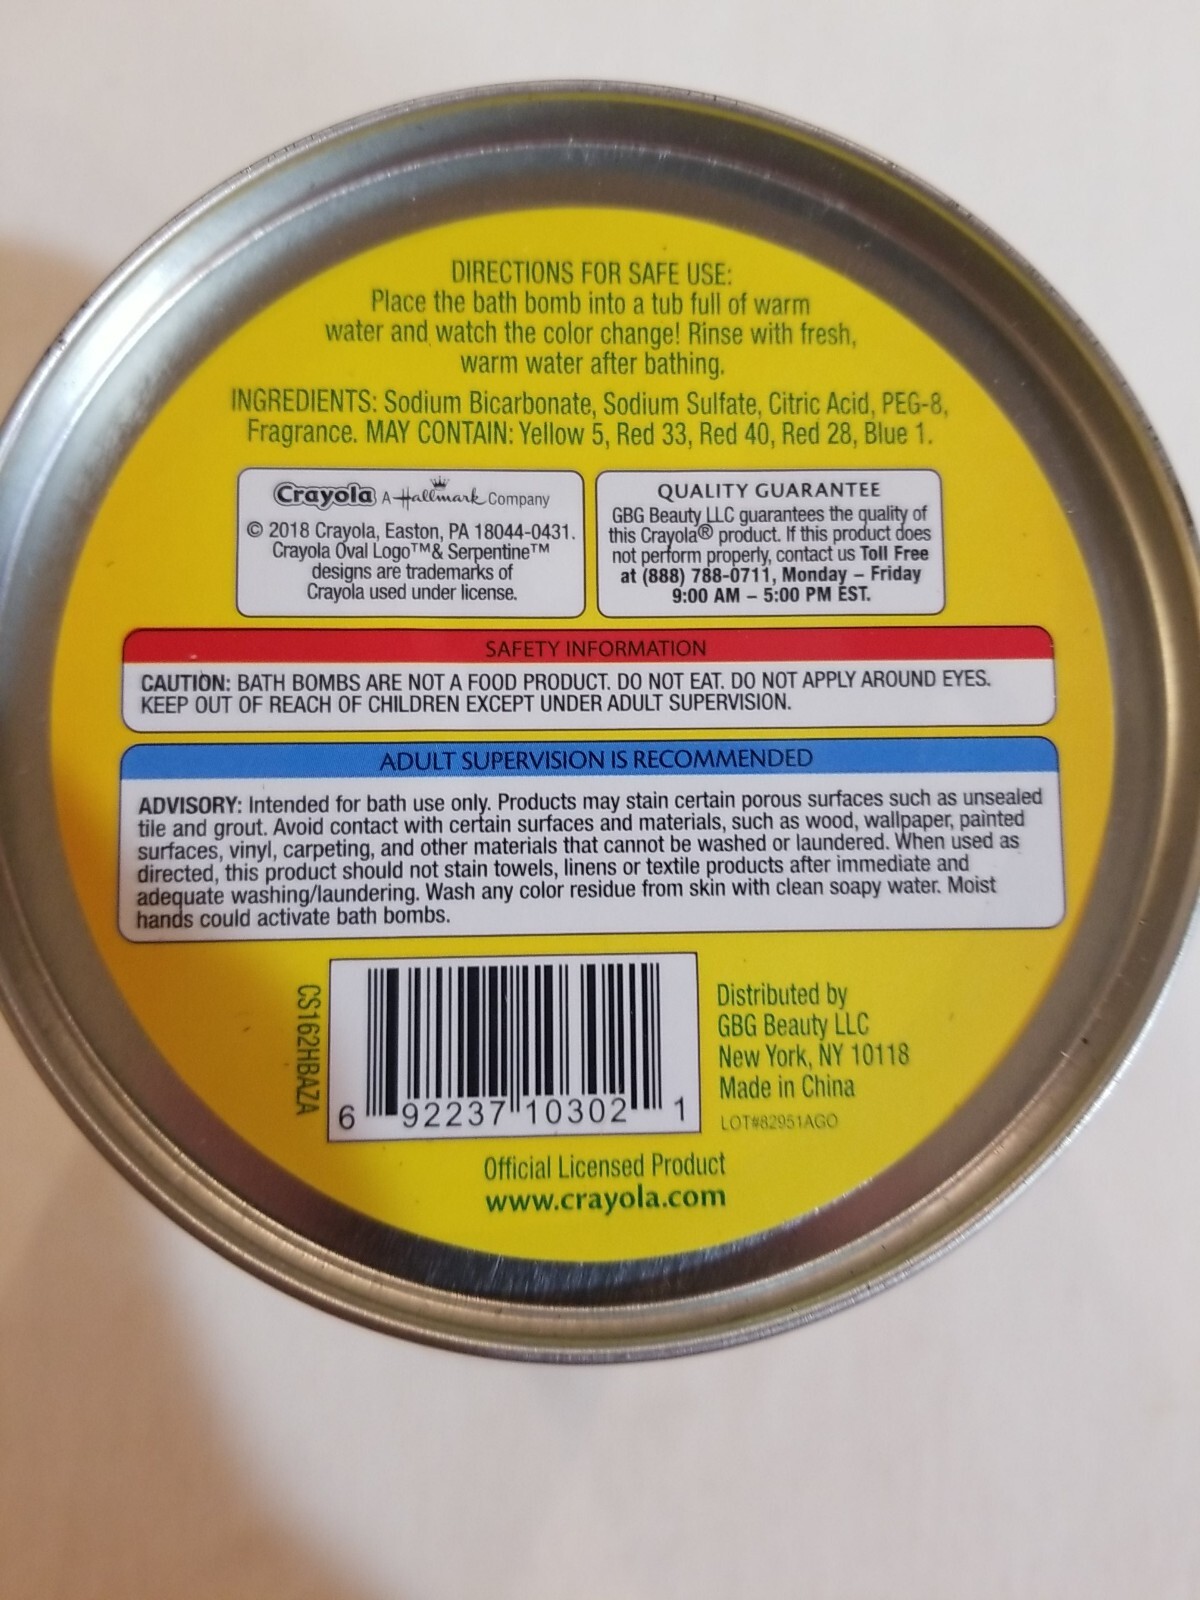 DIRECTIONS FOR SAFE USE:
Place the bath bomb into a tub full of warm
water and watch the color change! Rinse with fresh,
warm water after bathing.
INGREDIENTS: Sodium Bicarbonate, Sodium Sulfate, Citric Acid, PEG-8,
Fragrance. MAY CONTAIN: Yellow 5, Red 33, Red 40, Red 28, Blue 1.
Crayola A Hallmark Company
© 2018 Crayola, Easton, PA 18044-0431.
Crayola Oval Logo™& Serpentine™
designs are trademarks of
Crayola used under license.
QUALITY GUARANTEE
GBG Beauty LLC guarantees the quality of
this Crayola® product. If this product does
not perform properly, contact us Toll Free
at (888) 788-0711, Monday – Friday
9:00 AM – 5:00 PM EST.
SAFETY INFORMATION
CAUTION: BATH BOMBS ARE NOT A FOOD PRODUCT. DO NOT EAT. DO NOT APPLY AROUND EYES.
KEEP OUT OF REACH OF CHILDREN EXCEPT UNDER ADULT SUPERVISION.
ADULT SUPERVISION IS RECOMMENDED
ADVISORY: Intended for bath use only. Products may stain certain porous surfaces such as unsealed
tile and grout. Avoid contact with certain surfaces and materials, such as wood, wallpaper, painted
surfaces, vinyl, carpeting, and other materials that cannot be washed or laundered. When used as
directed, this product should not stain towels, linens or textile products after immediate and
adequate washing/laundering. Wash any color residue from skin with clean soapy water. Moist
hands could activate bath bombs.
CS162HBAZA
6 92237 10302 1
Distributed by
GBG Beauty LLC
New York, NY 10118
Made in China
LOT#82951AGO
Official Licensed Product
www.crayola.com